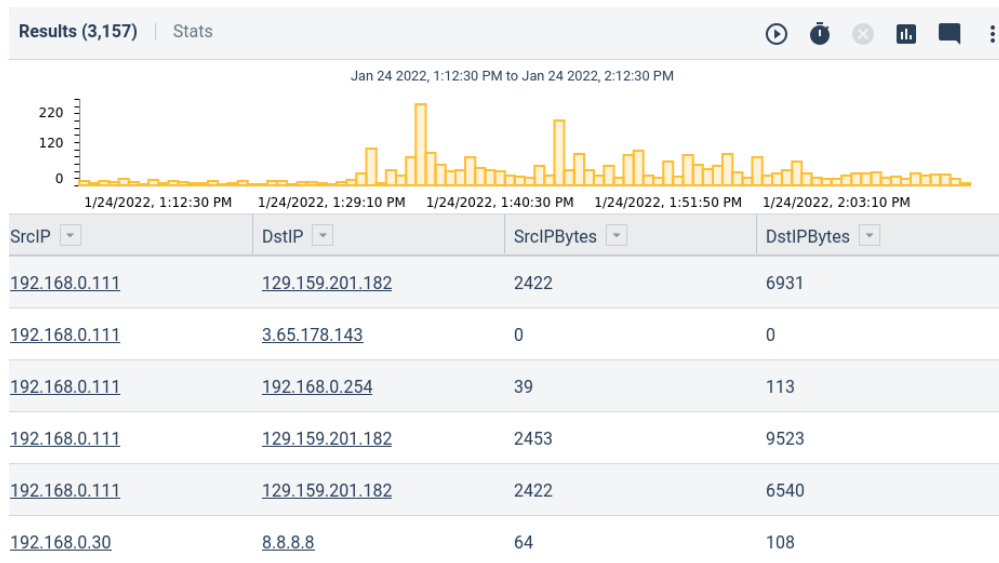 Results (3,157) Stats
Jan 24 2022, 1:12:30 PM to Jan 24 2022, 2:12:30 PM
220
120
0
1/24/2022, 1:12:30 PM 1/24/2022, 1:29:10 PM 1/24/2022, 1:40:30 PM 1/24/2022, 1:51:50 PM 1/24/2022, 2:03:10 PM
SrcIP DstIP SrcIPBytes DstIPBytes
192.168.0.111 129.159.201.182 2422 6931
192.168.0.111 3.65.178.143 0 0
192.168.0.111 192.168.0.254 39 113
192.168.0.111 129.159.201.182 2453 9523
192.168.0.111 129.159.201.182 2422 6540
192.168.0.30 8.8.8.8 64 108